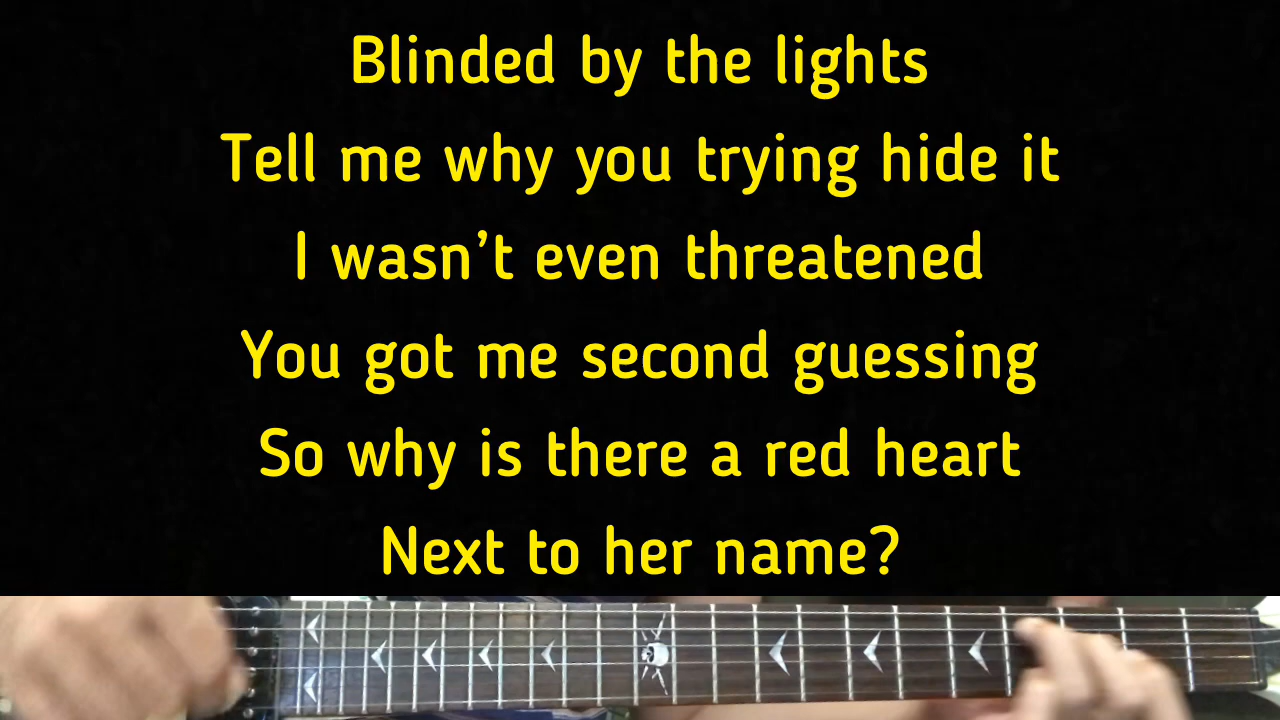 Blinded by the lights
Tell me why you trying hide it
I wasn’t even threatened
You got me second guessing
So why is there a red heart
Next to her name?